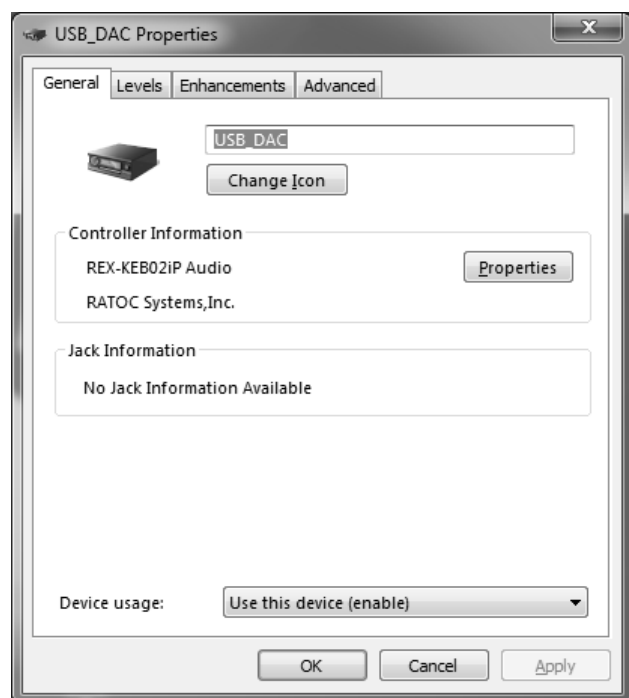 USB_DAC Properties
General Levels Enhancements Advanced
USB_DAC
Change Icon
Controller Information
REX-KEB02iP Audio
Properties
RATOC Systems,Inc.
Jack Information
No Jack Information Available
Device usage:
Use this device (enable)
OK Cancel Apply